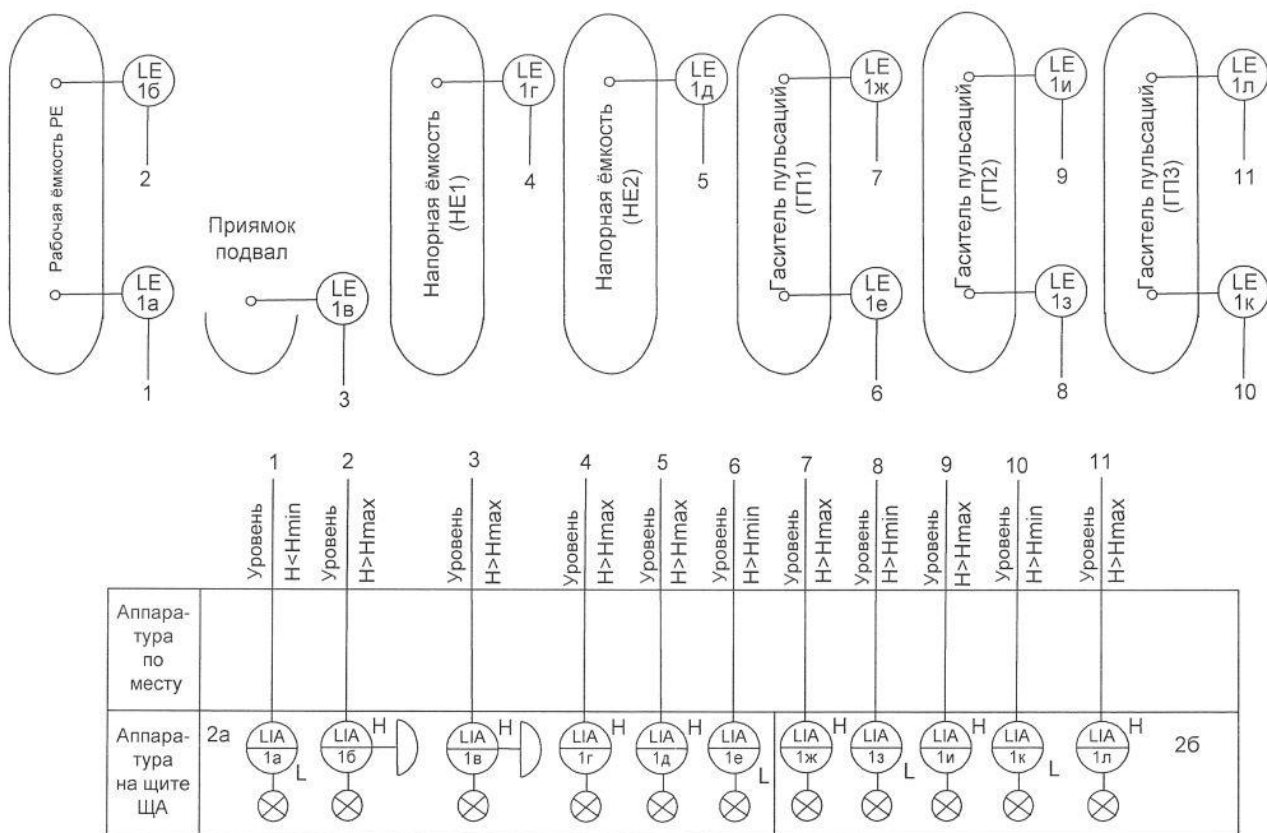 LE
1б
2
Рабочая ёмкость РЕ
LE
1а
1
Приямок
подвал
LE
1в
3
LE
1г
4
Напорная ёмкость
(НЕ1)
LE
1д
5
Напорная ёмкость
(НЕ2)
LE
1ж
7
Гаситель пульсаций
(ГП1)
LE
1е
6
LE
1и
9
Гаситель пульсаций
(ГП2)
LE
1з
8
LE
1л
11
Гаситель пульсаций
(ГП3)
LE
1к
10
1
Уровень
H<Hmin
2
Уровень
H>Hmax
3
Уровень
H>Hmax
4
Уровень
H>Hmax
5
Уровень
H>Hmax
6
Уровень
H>Hmin
7
Уровень
H>Hmax
8
Уровень
H>Hmin
9
Уровень
H>Hmax
10
Уровень
H>Hmin
11
Уровень
H>Hmax
Аппара-
тура
по
месту
Аппара-
тура
на щите
ЩА
2а
LIA
1а
L
LIA
1б
H
LIA
1в
H
LIA
1г
H
LIA
1д
H
LIA
1е
L
LIA
1ж
H
LIA
1з
L
LIA
1и
H
LIA
1к
L
LIA
1л
H
2б